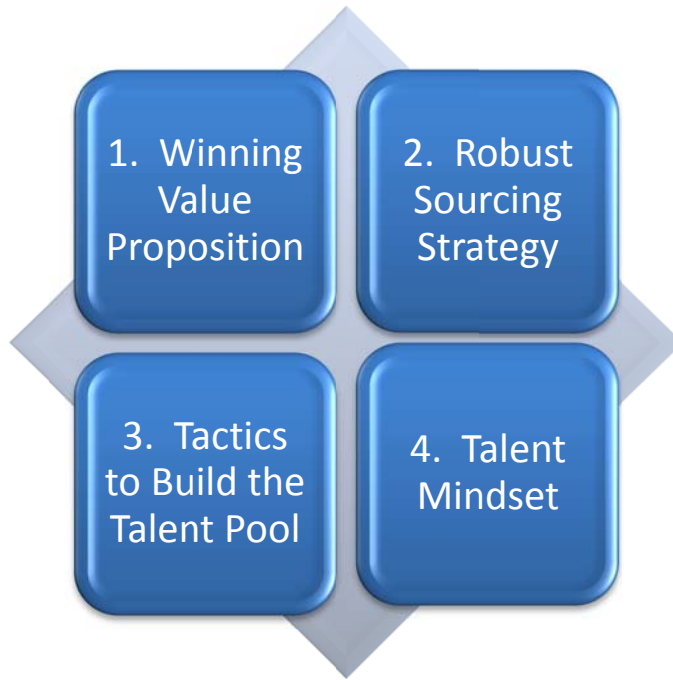 1. Winning
Value
Proposition
2. Robust
Sourcing
Strategy
3. Tactics
to Build the
Talent Pool
4. Talent
Mindset